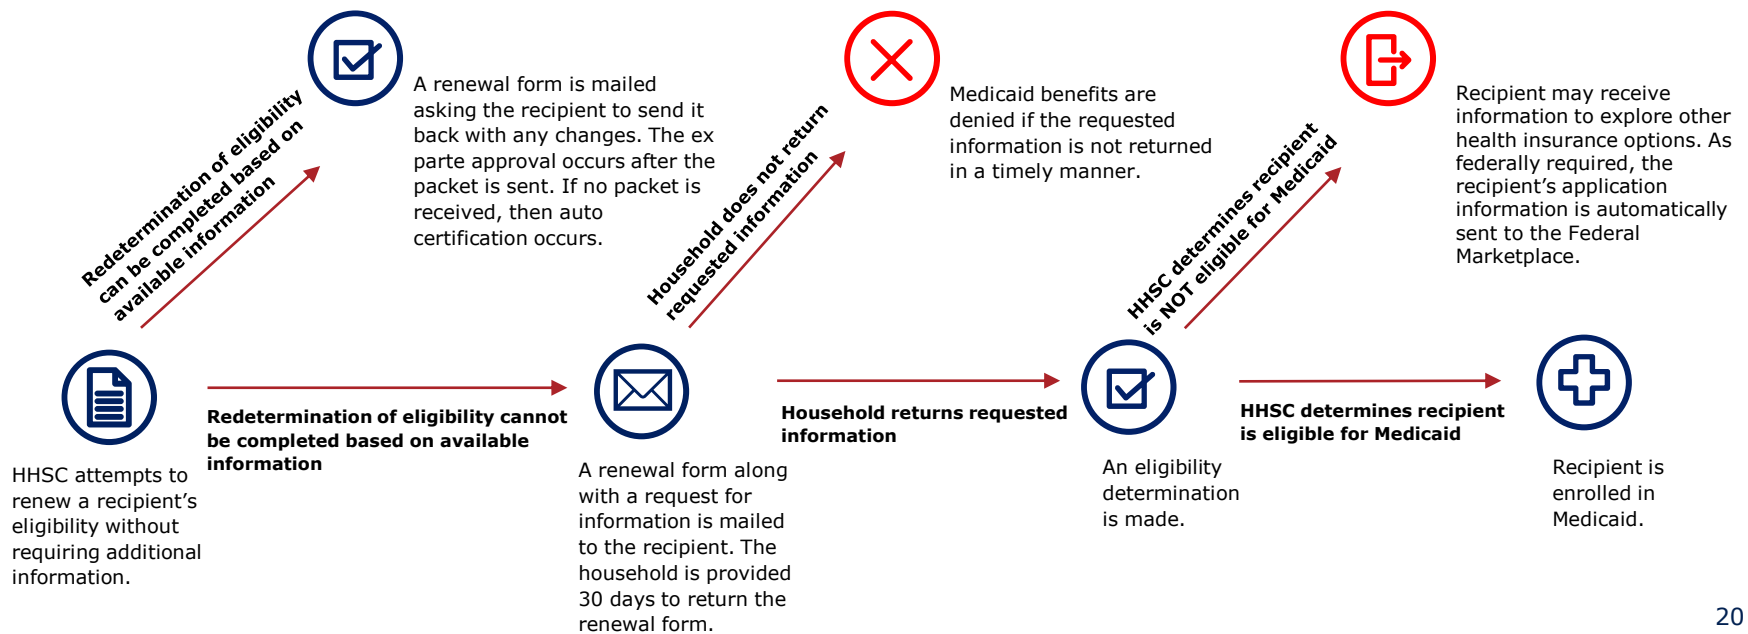 Redetermination of eligibility
can be completed based on
available information
A renewal form is mailed
asking the recipient to send it
back with any changes. The ex
parte approval occurs after the
packet is sent. If no packet is
received, then auto
certification occurs.
Household does not return
requested information
Medicaid benefits are
denied if the requested
information is not returned
in a timely manner.
HHSC determines recipient
is NOT eligible for Medicaid
Recipient may receive
information to explore other
health insurance options. As
federally required, the
recipient’s application
information is automatically
sent to the Federal
Marketplace.
HHSC attempts to
renew a recipient’s
eligibility without
requiring additional
information.
Redetermination of eligibility cannot
be completed based on available
information
A renewal form along
with a request for
information is mailed
to the recipient. The
household is provided
30 days to return the
renewal form.
Household returns requested
information
An eligibility
determination
is made.
HHSC determines recipient
is eligible for Medicaid
Recipient is
enrolled in
Medicaid.
20